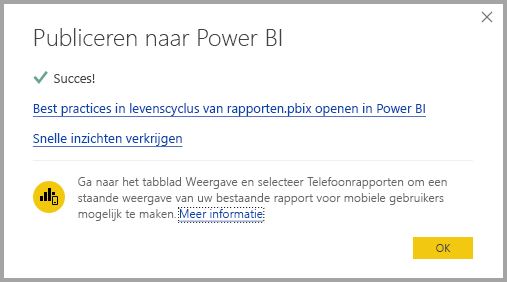 Publiceren naar Power BI
Succes!
Best practices in levenscyclus van rapporten.pbix openen in Power BI
Snelle inzichten verkrijgen
Ga naar het tabblad Weergave en selecteer Telefoonrapporten om een
staande weergave van uw bestaande rapport voor mobiele gebruikers
mogelijk te maken. Meer informatie
OK